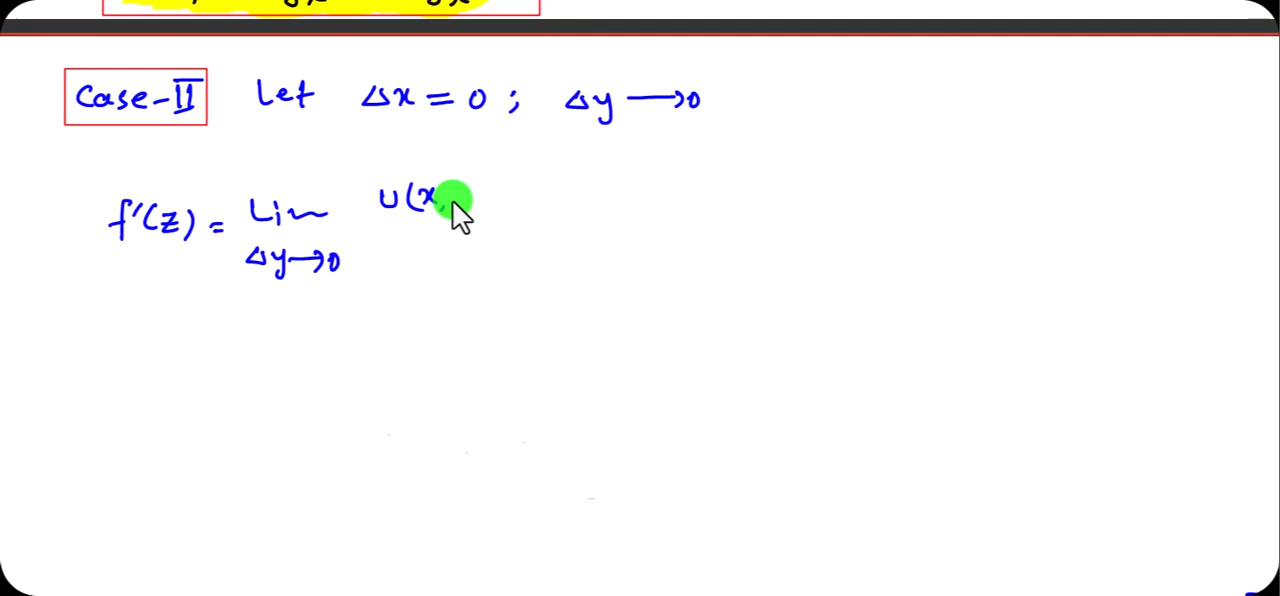 Case-II Let Δx = 0 ; Δy ⟶ 0
f'(z) = Lim U(x,
Δy→0